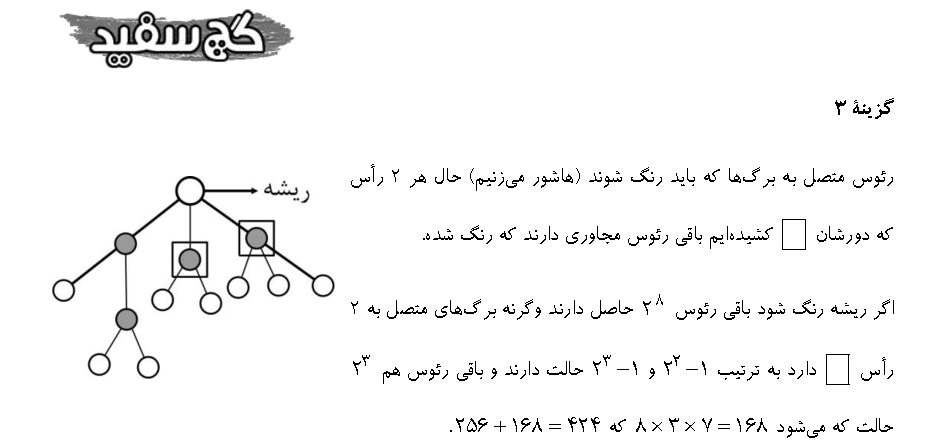 گچ سفید
گزینهٔ ۳
رئوس متصل به برگ‌ها که باید رنگ شوند (هاشور می‌زنیم) حال هر ۲ رأس
که دورشان □ کشیده‌ایم باقی رئوس مجاوری دارند که رنگ شده.
ریشه
اگر ریشه رنگ شود باقی رئوس ۲^۸ حاصل دارند وگرنه برگ‌های متصل به ۲
رأس □ دارد به ترتیب ۲^۲ − ۱ و ۲^۳ − ۱ حالت دارند و باقی رئوس هم ۲^۳
حالت که می‌شود ۸ × ۳ × ۷ = ۱۶۸ که ۲۵۶ + ۱۶۸ = ۴۲۴.